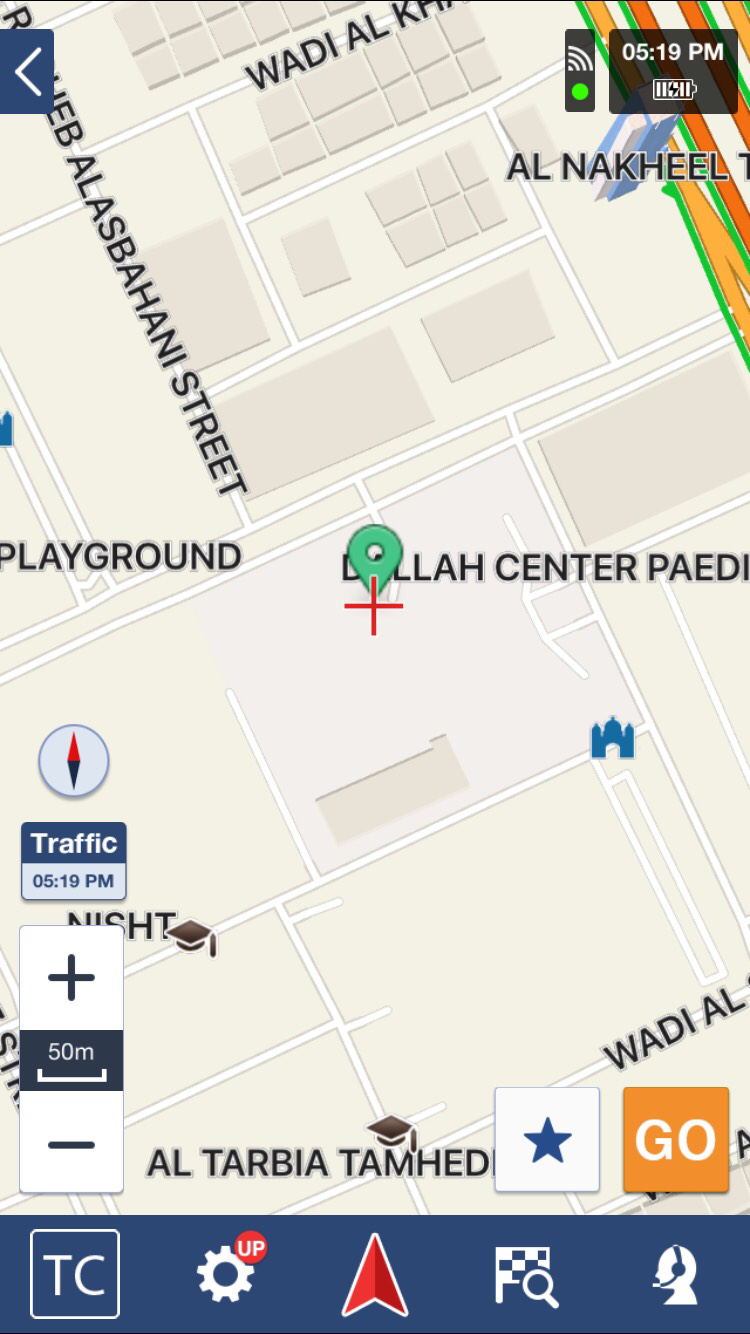 WADI AL KHA
05:19 PM
AL NAKHEEL T
EB ALASBAHANI STREET
PLAYGROUND
LLAH CENTER PAEDI
Traffic
05:19 PM
NISHT
50m
WADI AL
AL TARBIA TAMHEDI
GO
TC
UP